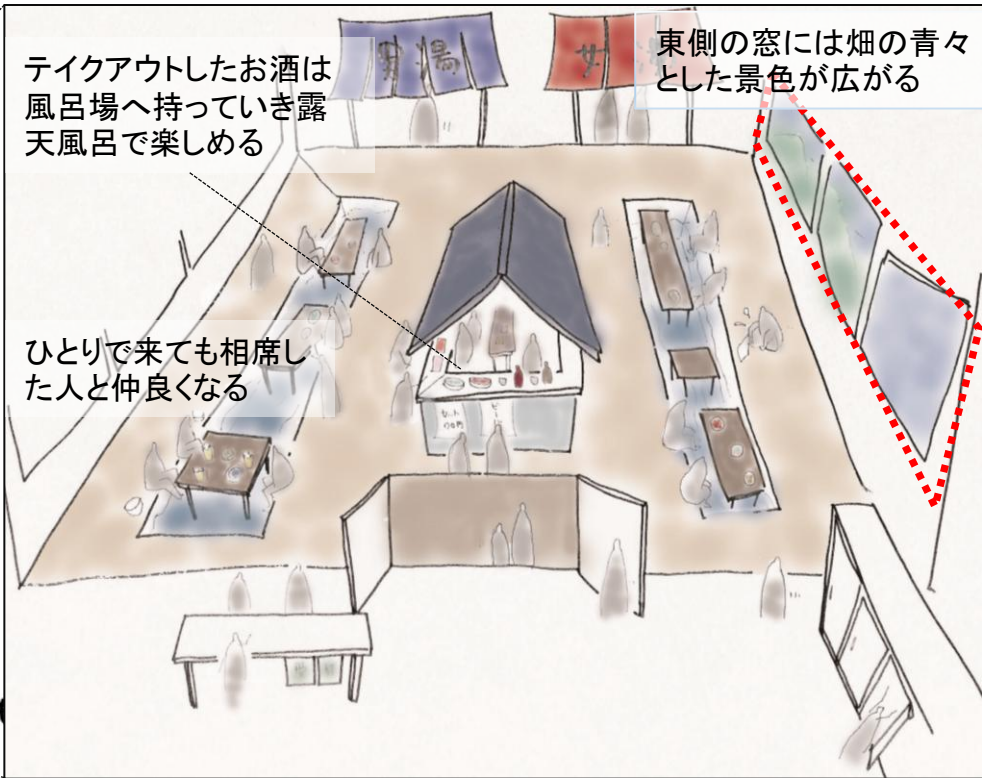 テイクアウトしたお酒は
風呂場へ持っていき露
天風呂で楽しめる
東側の窓には畑の青々
とした景色が広がる
ひとりで来ても相席し
た人と仲良くなる
湯
女